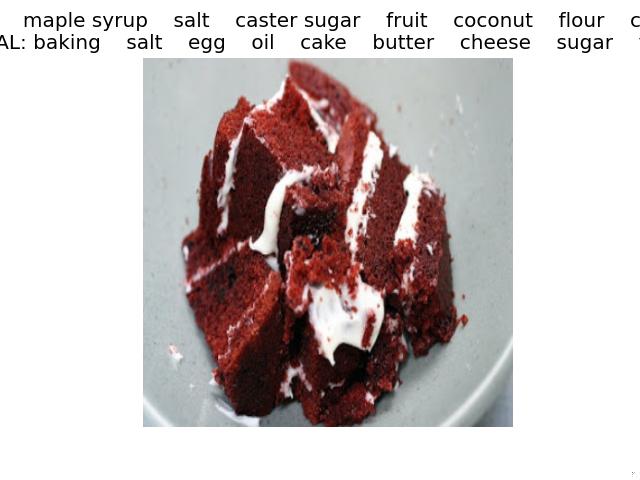 maple syrup    salt    caster sugar    fruit    coconut    flour
AL: baking    salt    egg    oil    cake    butter    cheese    sugar